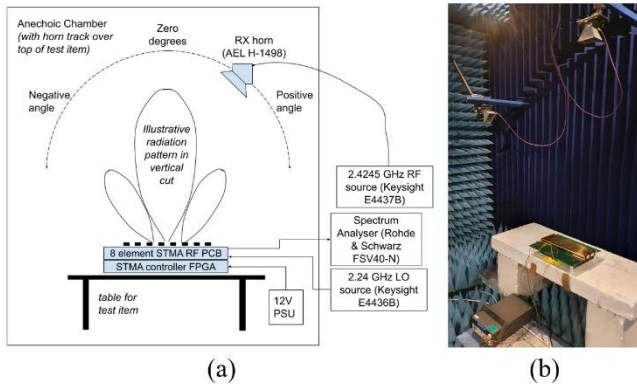 Anechoic Chamber
(with horn track over
top of test item)
Zero
degrees
RX horn
(AEL H-1498)
Negative
angle
Positive
angle
Illustrative
radiation
pattern in
vertical
cut
2.4245 GHz RF
source (Keysight
E4437B)
8 element STMA RF PCB
STMA controller FPGA
Spectrum
Analyser (Rohde
& Schwarz
FSV40-N)
2.24 GHz LO
source (Keysight
E4436B)
table for
test item
12V
PSU
(a)
(b)